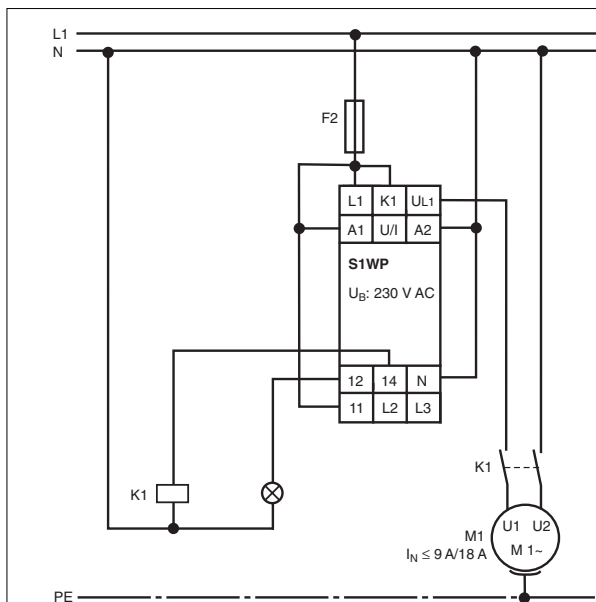 L1
N
F2
L1 K1 UL1
A1 U/I A2
S1WP
UB: 230 V AC
12 14 N
11 L2 L3
K1
K1
U1 U2
M1
M 1~
IN ≤ 9 A/18 A
PE